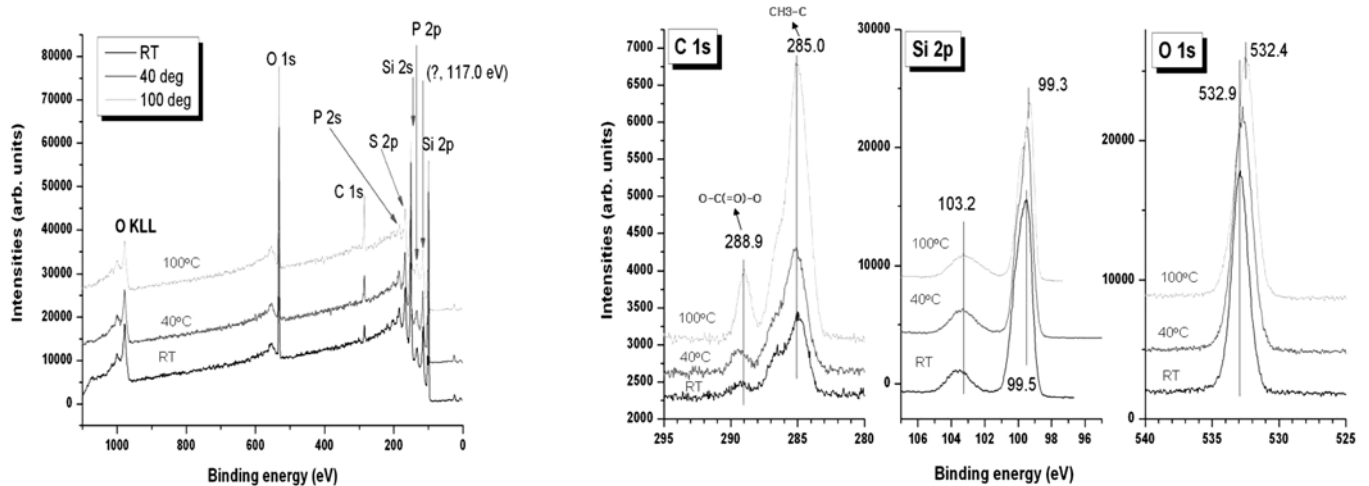 RT
40 deg
100 deg
O 1s
P 2p
Si 2s
(?, 117.0 eV)
P 2s
S 2p
Si 2p
C 1s
O KLL
100ºC
40ºC
RT
85000
80000
70000
60000
50000
40000
30000
20000
10000
0
1000
800
600
400
200
0
Intensities (arb. units)
Binding energy (eV)
C 1s
CH3-C
285.0
O-C(=O)-O
288.9
100ºC
40ºC
RT
7000
6500
6000
5500
5000
4500
4000
3500
3000
2500
2000
295
290
285
280
Intensities (arb. units)
Si 2p
99.3
103.2
100ºC
40ºC
RT
99.5
30000
20000
10000
0
106
104
102
100
98
96
Binding energy (eV)
O 1s
532.4
532.9
100ºC
40ºC
RT
20000
10000
0
540
535
530
525